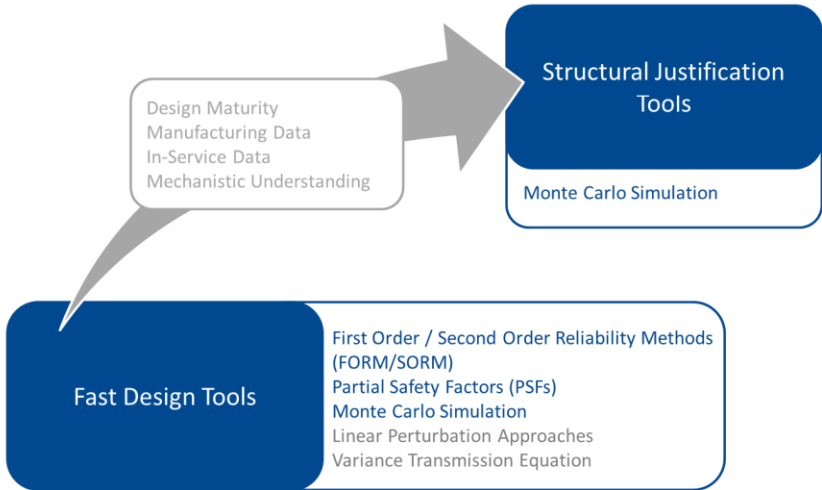 Structural Justification
Tools
Monte Carlo Simulation
Design Maturity
Manufacturing Data
In-Service Data
Mechanistic Understanding
Fast Design Tools
First Order / Second Order Reliability Methods
(FORM/SORM)
Partial Safety Factors (PSFs)
Monte Carlo Simulation
Linear Perturbation Approaches
Variance Transmission Equation